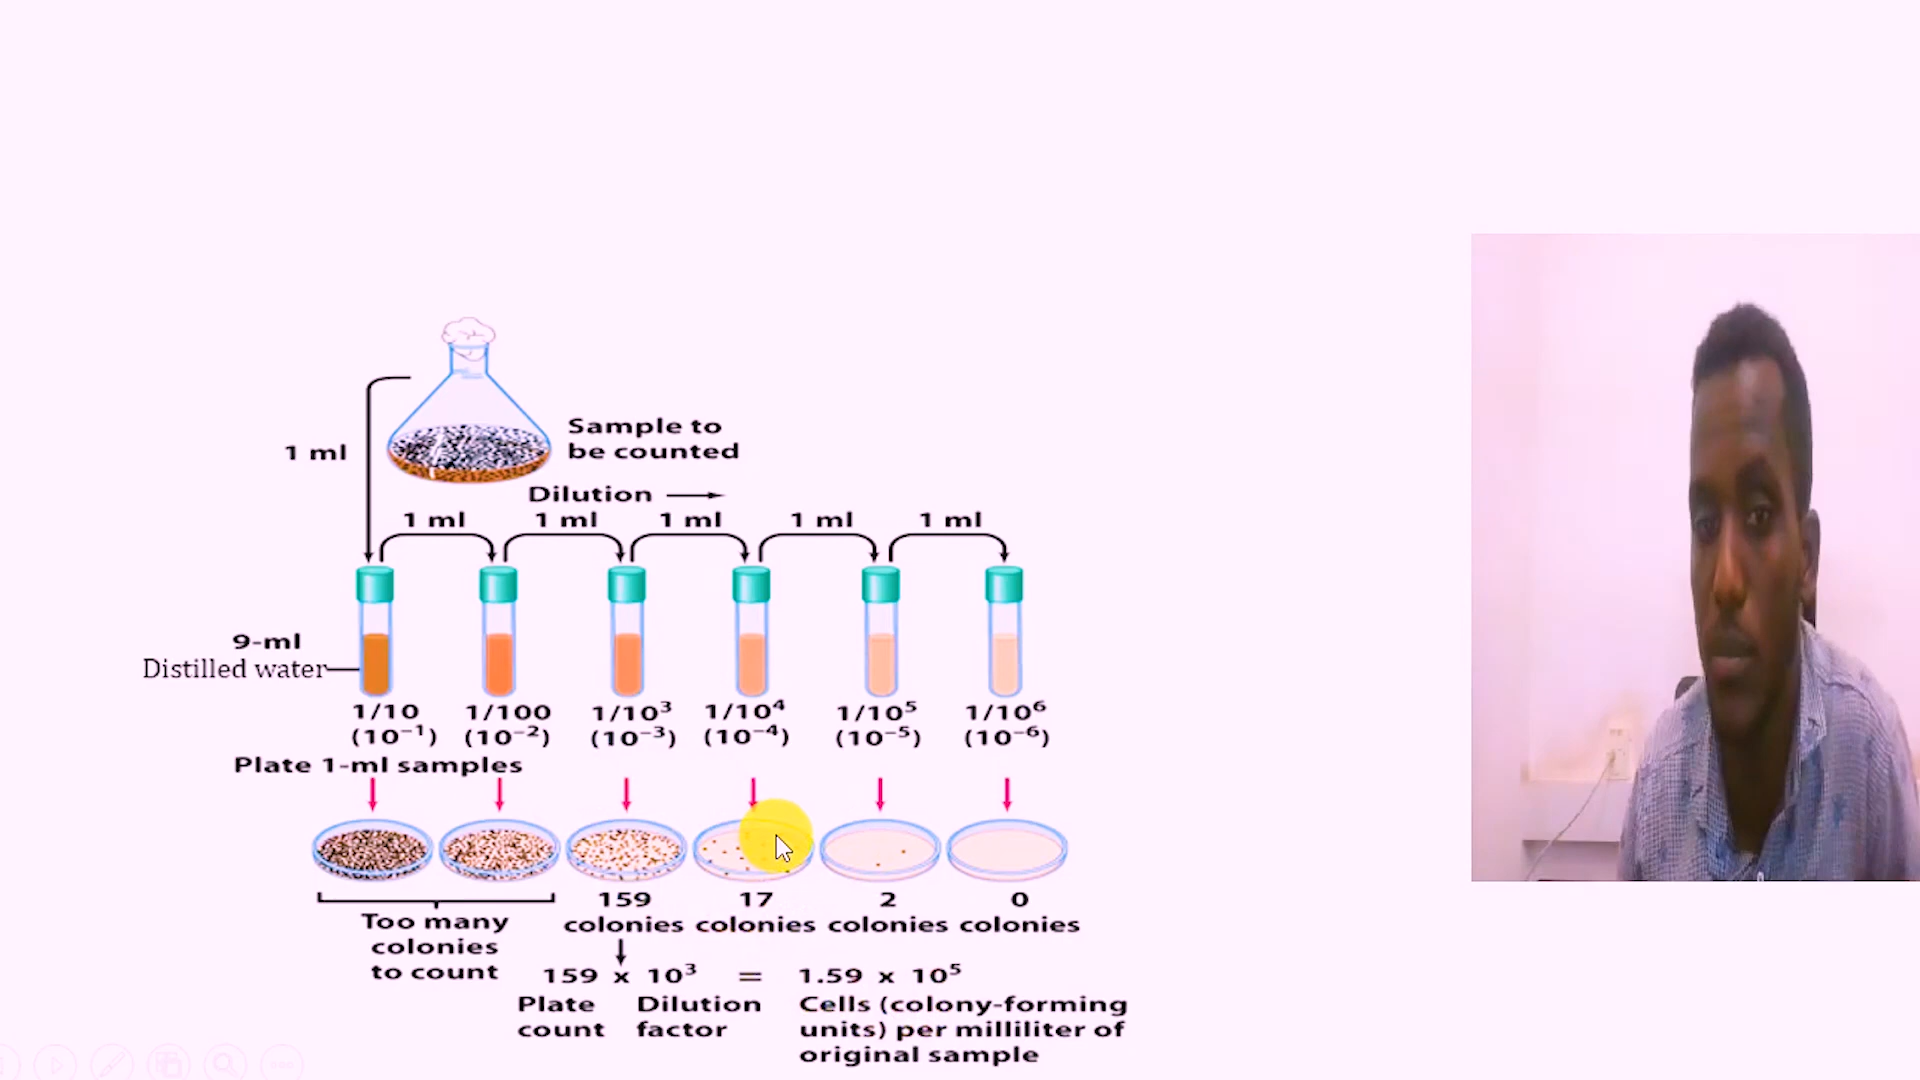 1 ml
Sample to
be counted
Dilution
1 ml 1 ml 1 ml 1 ml 1 ml
9-ml
Distilled water
1/10 1/100 1/10³ 1/10⁴ 1/10⁵ 1/10⁶
(10⁻¹) (10⁻²) (10⁻³) (10⁻⁴) (10⁻⁵) (10⁻⁶)
Plate 1-ml samples
159 17 2 0
colonies colonies colonies colonies
Too many
colonies
to count
159 x 10³ = 1.59 x 10⁵
Plate
count
Dilution
factor
Cells (colony-forming
units) per milliliter of
original sample